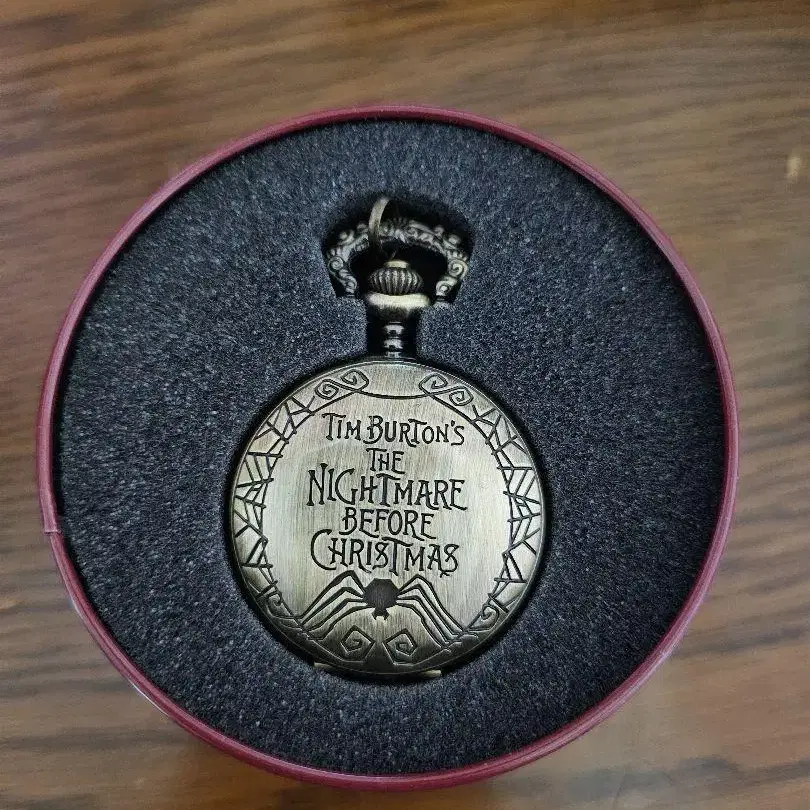 TIM BURTON'S
THE
NIGHTMARE
BEFORE
CHRISTMAS